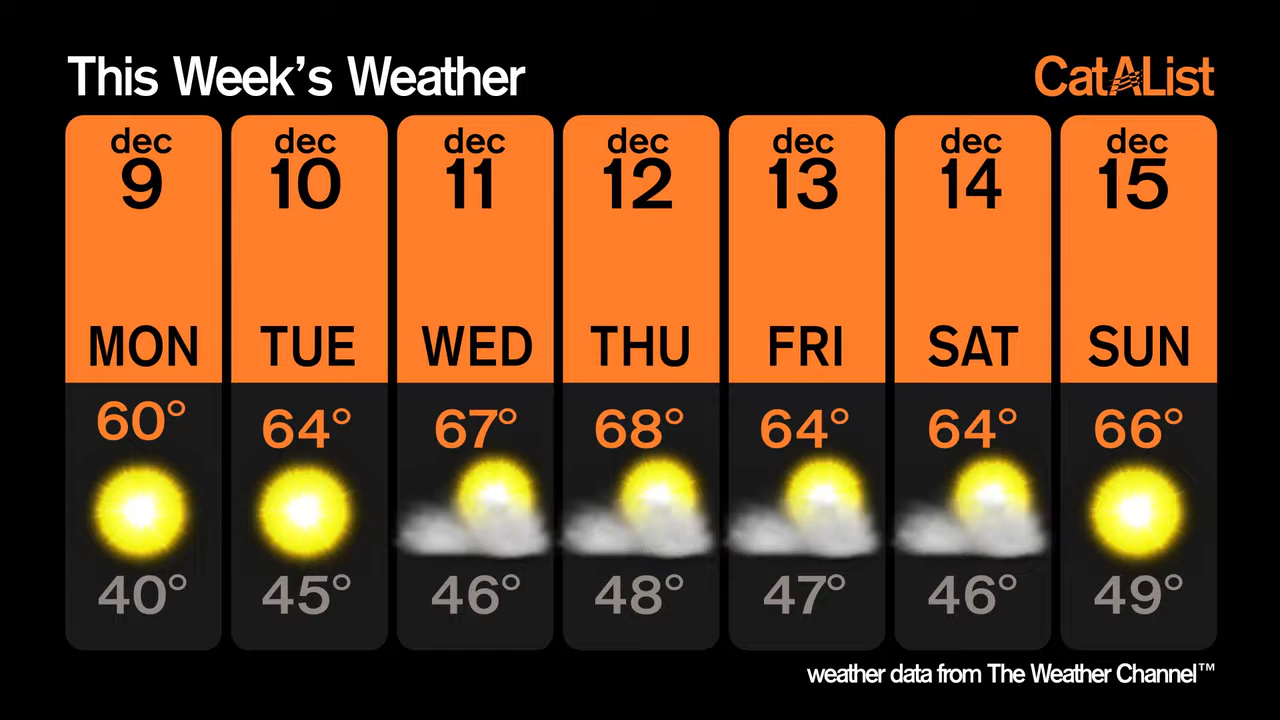 This Week's Weather
CatAList
dec
9
MON
60°
40°
dec
10
TUE
64°
45°
dec
11
WED
67°
46°
dec
12
THU
68°
48°
dec
13
FRI
64°
47°
dec
14
SAT
64°
46°
dec
15
SUN
66°
49°
weather data from The Weather Channel™